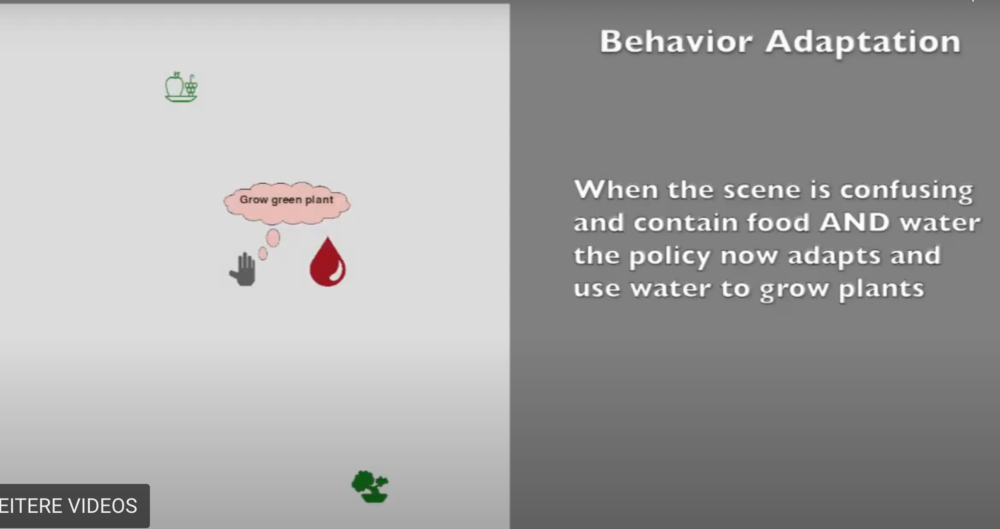 Behavior Adaptation
Grow green plant
When the scene is confusing
and contain food AND water
the policy now adapts and
use water to grow plants
EITERE VIDEOS